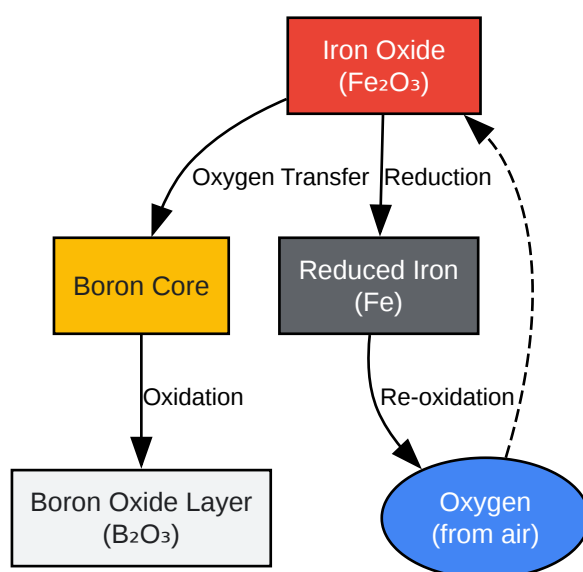 Iron Oxide
(Fe₂O₃)
Oxygen Transfer
Reduction
Boron Core
Reduced Iron
(Fe)
Oxidation
Re-oxidation
Boron Oxide Layer
(B₂O₃)
Oxygen
(from air)